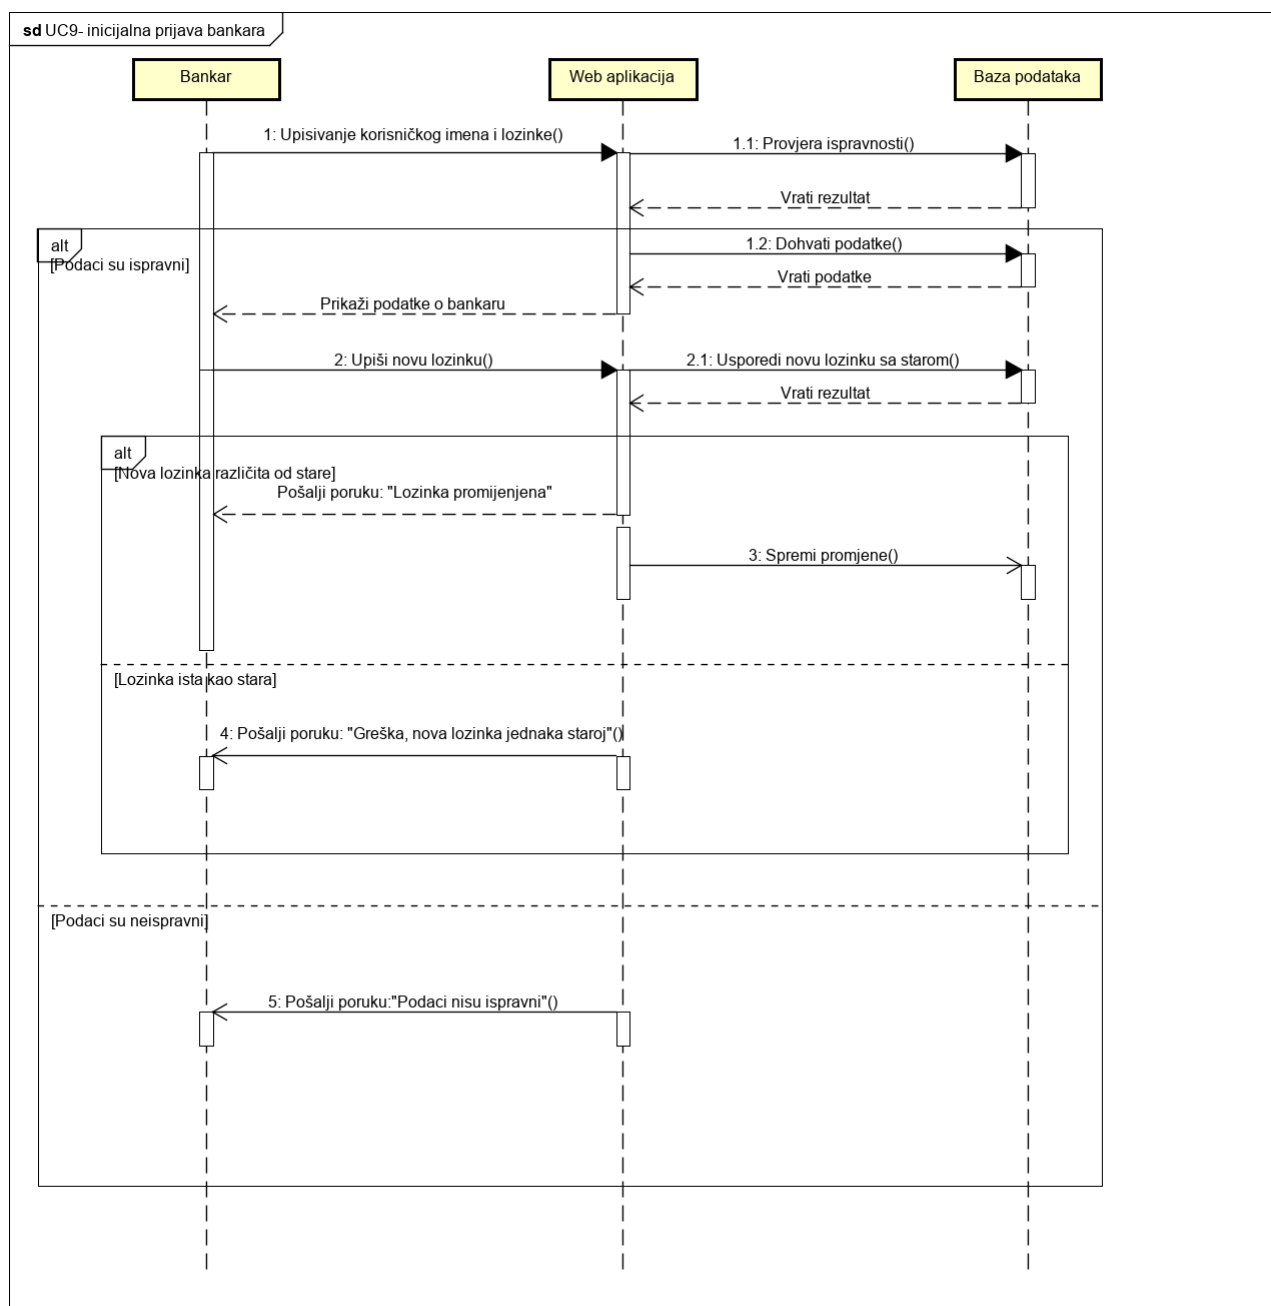 sd UC9- inicijalna prijava bankara
Bankar
Web aplikacija
Baza podataka
1: Upisivanje korisničkog imena i lozinke()
1.1: Provjera ispravnosti()
Vrati rezultat
alt
[Podaci su ispravni]
1.2: Dohvati podatke()
Vrati podatke
Prikaži podatke o bankaru
2: Upiši novu lozinku()
2.1: Usporedi novu lozinku sa starom()
Vrati rezultat
alt
[Nova lozinka različita od stare]
Pošalji poruku: "Lozinka promijenjena"
3: Spremi promjene()
[Lozinka ista kao stara]
4: Pošalji poruku: "Greška, nova lozinka jednaka staroj"()
[Podaci su neispravni]
5: Pošalji poruku:"Podaci nisu ispravni"()